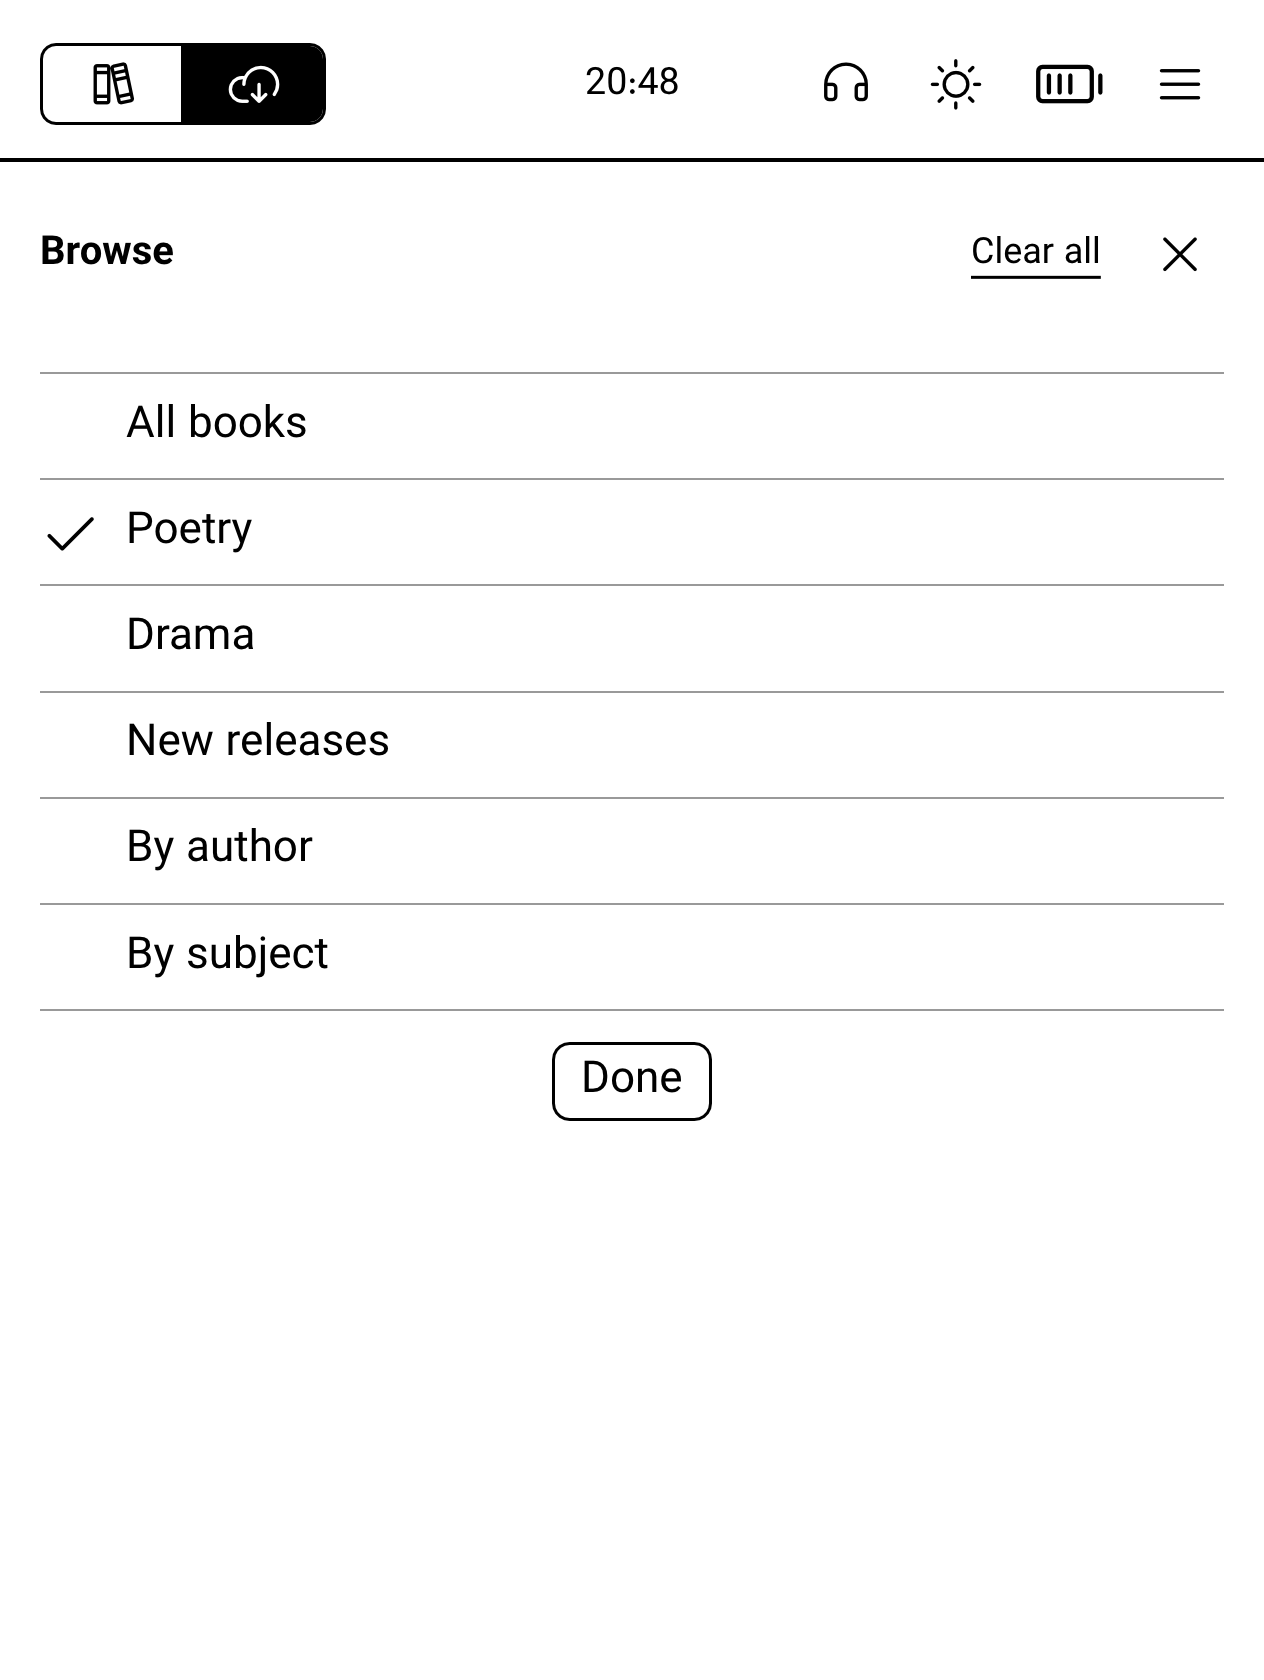 20:48
Browse
Clear all
All books
Poetry
Drama
New releases
By author
By subject
Done